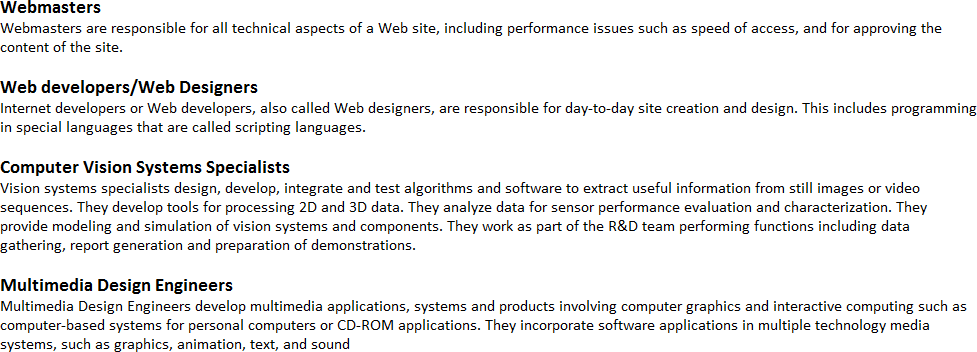 Webmasters
Webmasters are responsible for all technical aspects of a Web site, including performance issues such as speed of access, and for approving the
content of the site.
Web developers/Web Designers
Internet developers or Web developers, also called Web designers, are responsible for day-to-day site creation and design. This includes programming
in special languages that are called scripting languages.
Computer Vision Systems Specialists
Vision systems specialists design, develop, integrate and test algorithms and software to extract useful information from still images or video
sequences. They develop tools for processing 2D and 3D data. They analyze data for sensor performance evaluation and characterization. They
provide modeling and simulation of vision systems and components. They work as part of the R&D team performing functions including data
gathering, report generation and preparation of demonstrations.
Multimedia Design Engineers
Multimedia Design Engineers develop multimedia applications, systems and products involving computer graphics and interactive computing such as
computer-based systems for personal computers or CD-ROM applications. They incorporate software applications in multiple technology media
systems, such as graphics, animation, text, and sound